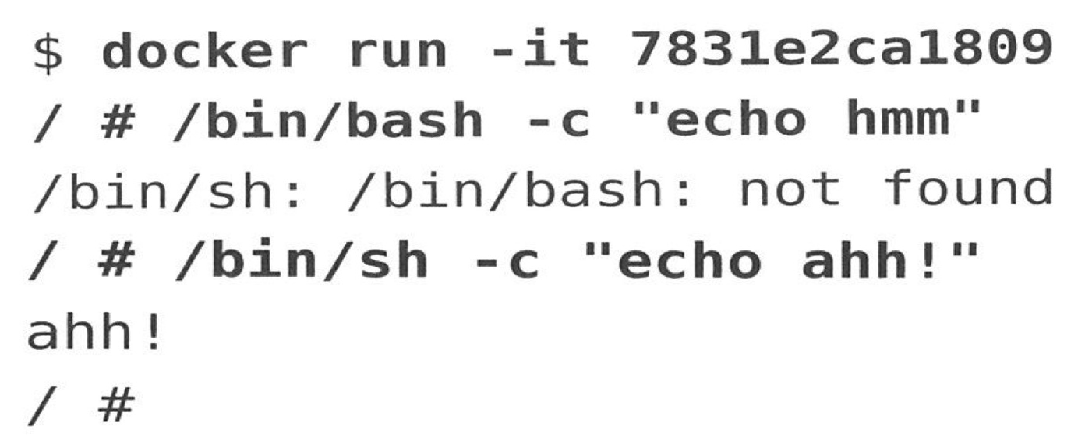 $ docker run -it 7831e2ca1809
/ # /bin/bash -c "echo hmm"
/bin/sh: /bin/bash: not found
/ # /bin/sh -c "echo ahh!"
ahh!
/ #